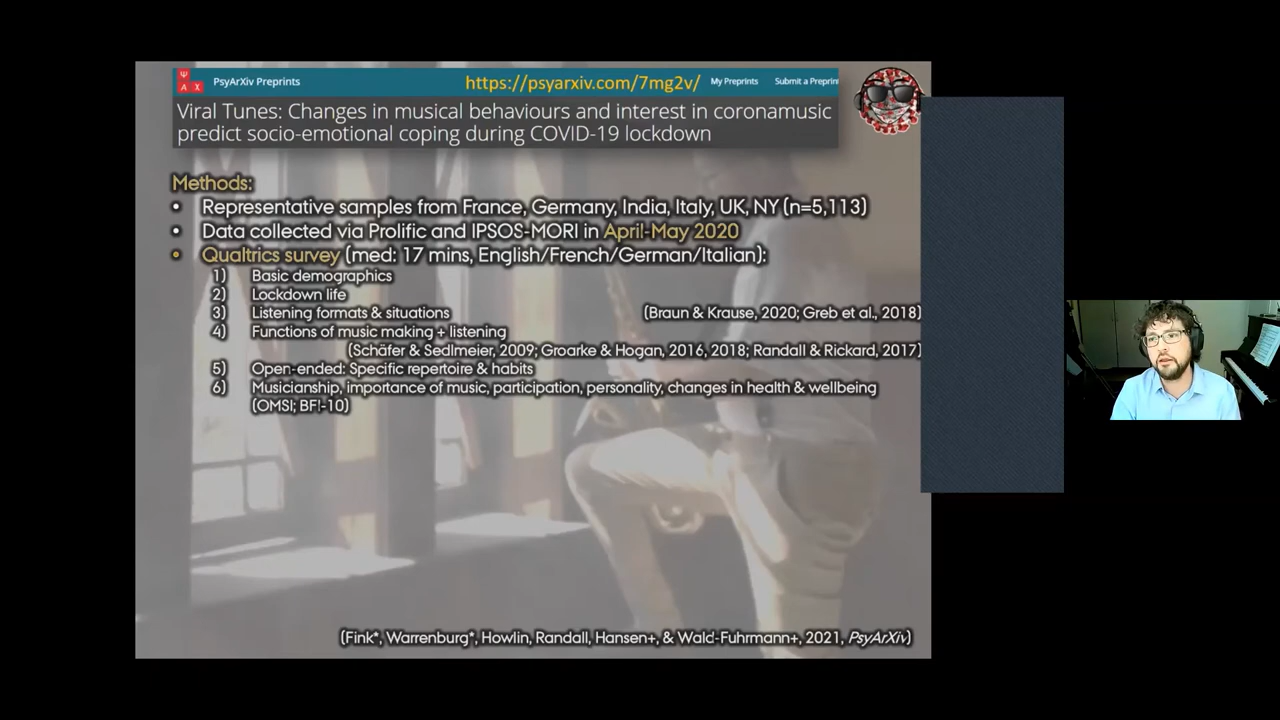 Ψ
A X
PsyArXiv Preprints
https://psyarxiv.com/7mg2v/
My Preprints
Submit a Preprin
Viral Tunes: Changes in musical behaviours and interest in coronamusic
predict socio-emotional coping during COVID-19 lockdown
Methods:
• Representative samples from France, Germany, India, Italy, UK, NY (n=5,113)
• Data collected via Prolific and IPSOS-MORI in April-May 2020
• Qualtrics survey (med: 17 mins, English/French/German/Italian):
1) Basic demographics
2) Lockdown life
3) Listening formats & situations (Braun & Krause, 2020; Greb et al., 2018)
4) Functions of music making + listening
(Schäfer & Sedlmeier, 2009; Groarke & Hogan, 2016, 2018; Randall & Rickard, 2017)
5) Open-ended: Specific repertoire & habits
6) Musicianship, importance of music, participation, personality, changes in health & wellbeing
(OMSI; BFI-10)
(Fink*, Warrenburg*, Howlin, Randall, Hansen+, & Wald-Fuhrmann+, 2021, PsyArXiv)